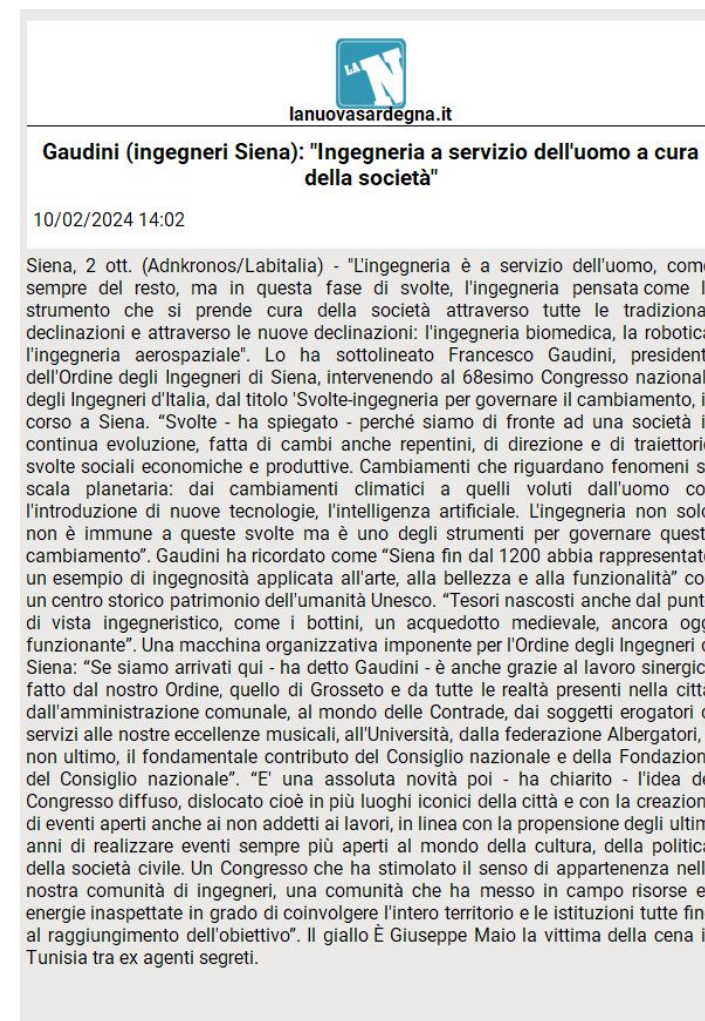 LA N
lanuovasardegna.it
Gaudini (ingegneri Siena): "Ingegneria a servizio dell'uomo a cura
della società"
10/02/2024 14:02
Siena, 2 ott. (Adnkronos/Labitalia) - "L'ingegneria è a servizio dell'uomo, come
sempre del resto, ma in questa fase di svolte, l'ingegneria pensata come l
strumento che si prende cura della società attraverso tutte le tradiziona
declinazioni e attraverso le nuove declinazioni: l'ingegneria biomedica, la robotica
l'ingegneria aerospaziale". Lo ha sottolineato Francesco Gaudini, president
dell'Ordine degli Ingegneri di Siena, intervenendo al 68esimo Congresso nazional
degli Ingegneri d'Italia, dal titolo 'Svolte-ingegneria per governare il cambiamento, i
corso a Siena. “Svolte - ha spiegato - perché siamo di fronte ad una società i
continua evoluzione, fatta di cambi anche repentini, di direzione e di traiettorie
svolte sociali economiche e produttive. Cambiamenti che riguardano fenomeni s
scala planetaria: dai cambiamenti climatici a quelli voluti dall'uomo co
l'introduzione di nuove tecnologie, l'intelligenza artificiale. L'ingegneria non solo
non è immune a queste svolte ma è uno degli strumenti per governare quest
cambiamento”. Gaudini ha ricordato come “Siena fin dal 1200 abbia rappresentato
un esempio di ingegnosità applicata all'arte, alla bellezza e alla funzionalità” co
un centro storico patrimonio dell'umanità Unesco. “Tesori nascosti anche dal punt
di vista ingegneristico, come i bottini, un acquedotto medievale, ancora ogg
funzionante”. Una macchina organizzativa imponente per l'Ordine degli Ingegneri d
Siena: “Se siamo arrivati qui - ha detto Gaudini - è anche grazie al lavoro sinergic
fatto dal nostro Ordine, quello di Grosseto e da tutte le realtà presenti nella città
dall'amministrazione comunale, al mondo delle Contrade, dai soggetti erogatori d
servizi alle nostre eccellenze musicali, all'Università, dalla federazione Albergatori,
non ultimo, il fondamentale contributo del Consiglio nazionale e della Fondazion
del Consiglio nazionale”. “E' una assoluta novità poi - ha chiarito - l'idea de
Congresso diffuso, dislocato cioè in più luoghi iconici della città e con la creazion
di eventi aperti anche ai non addetti ai lavori, in linea con la propensione degli ultim
anni di realizzare eventi sempre più aperti al mondo della cultura, della politica
della società civile. Un Congresso che ha stimolato il senso di appartenenza nell
nostra comunità di ingegneri, una comunità che ha messo in campo risorse e
energie inaspettate in grado di coinvolgere l'intero territorio e le istituzioni tutte fin
al raggiungimento dell'obiettivo”. Il giallo È Giuseppe Maio la vittima della cena i
Tunisia tra ex agenti segreti.